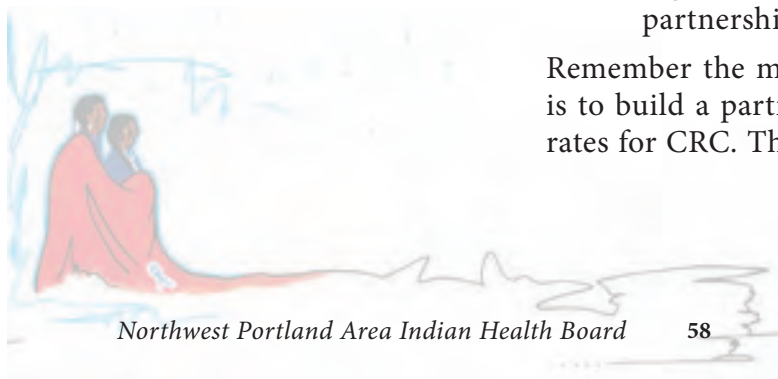 partnershi
Remember the m
is to build a part
rates for CRC. Th
Northwest Portland Area Indian Health Board 58